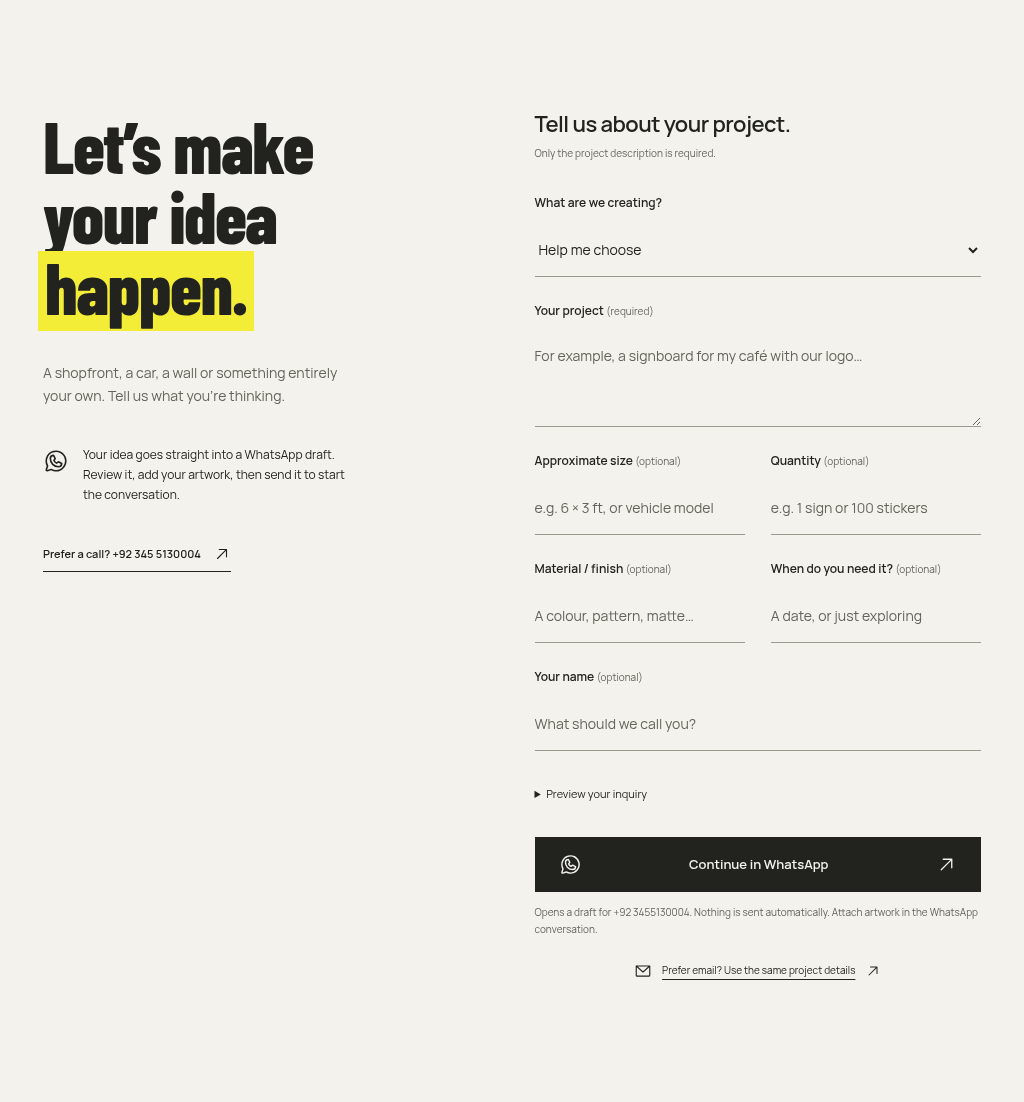 Let’s make
your idea
happen.
A shopfront, a car, a wall or something entirely
your own. Tell us what you’re thinking.
Your idea goes straight into a WhatsApp draft.
Review it, add your artwork, then send it to start
the conversation.
Prefer a call? +92 345 5130004
Tell us about your project.
Only the project description is required.
What are we creating?
Help me choose
Your project (required)
For example, a signboard for my café with our logo…
Approximate size (optional)
Quantity (optional)
e.g. 6 × 3 ft, or vehicle model
e.g. 1 sign or 100 stickers
Material / finish (optional)
When do you need it? (optional)
A colour, pattern, matte…
A date, or just exploring
Your name (optional)
What should we call you?
Preview your inquiry
Continue in WhatsApp
Opens a draft for +92 3455130004. Nothing is sent automatically. Attach artwork in the WhatsApp
conversation.
Prefer email? Use the same project details